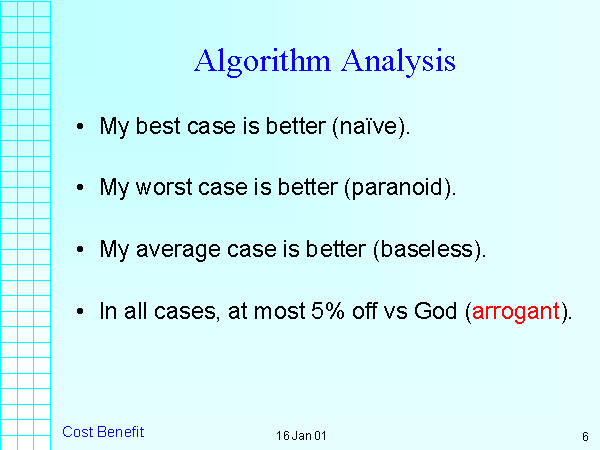 Algorithm Analysis
• My best case is better (naïve).
• My worst case is better (paranoid).
• My average case is better (baseless).
• In all cases, at most 5% off vs God (arrogant).
Cost Benefit
16 Jan 01
6